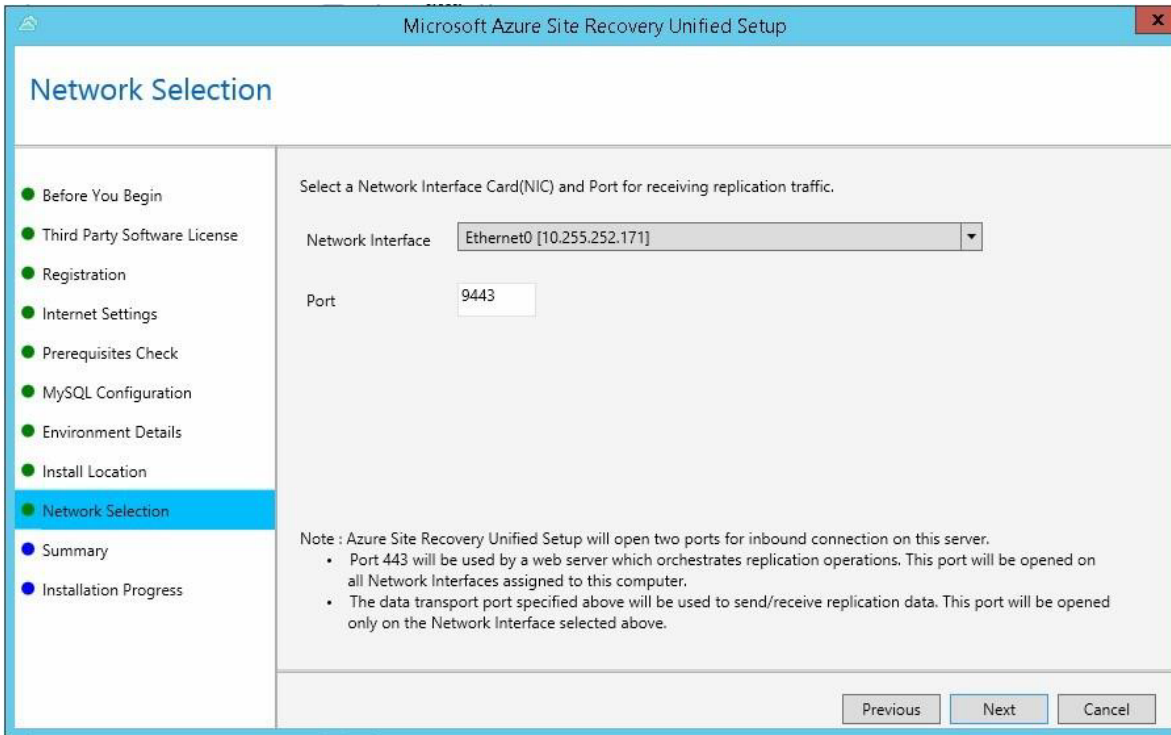 Microsoft Azure Site Recovery Unified Setup
x
Network Selection
Before You Begin
Third Party Software License
Registration
Internet Settings
Prerequisites Check
MySQL Configuration
Environment Details
Install Location
Network Selection
Summary
Installation Progress
Select a Network Interface Card(NIC) and Port for receiving replication traffic.
Network Interface
Ethernet0 [10.255.252.171]
Port
9443
Note : Azure Site Recovery Unified Setup will open two ports for inbound connection on this server.
• Port 443 will be used by a web server which orchestrates replication operations. This port will be opened on
all Network Interfaces assigned to this computer.
• The data transport port specified above will be used to send/receive replication data. This port will be opened
only on the Network Interface selected above.
Previous
Next
Cancel